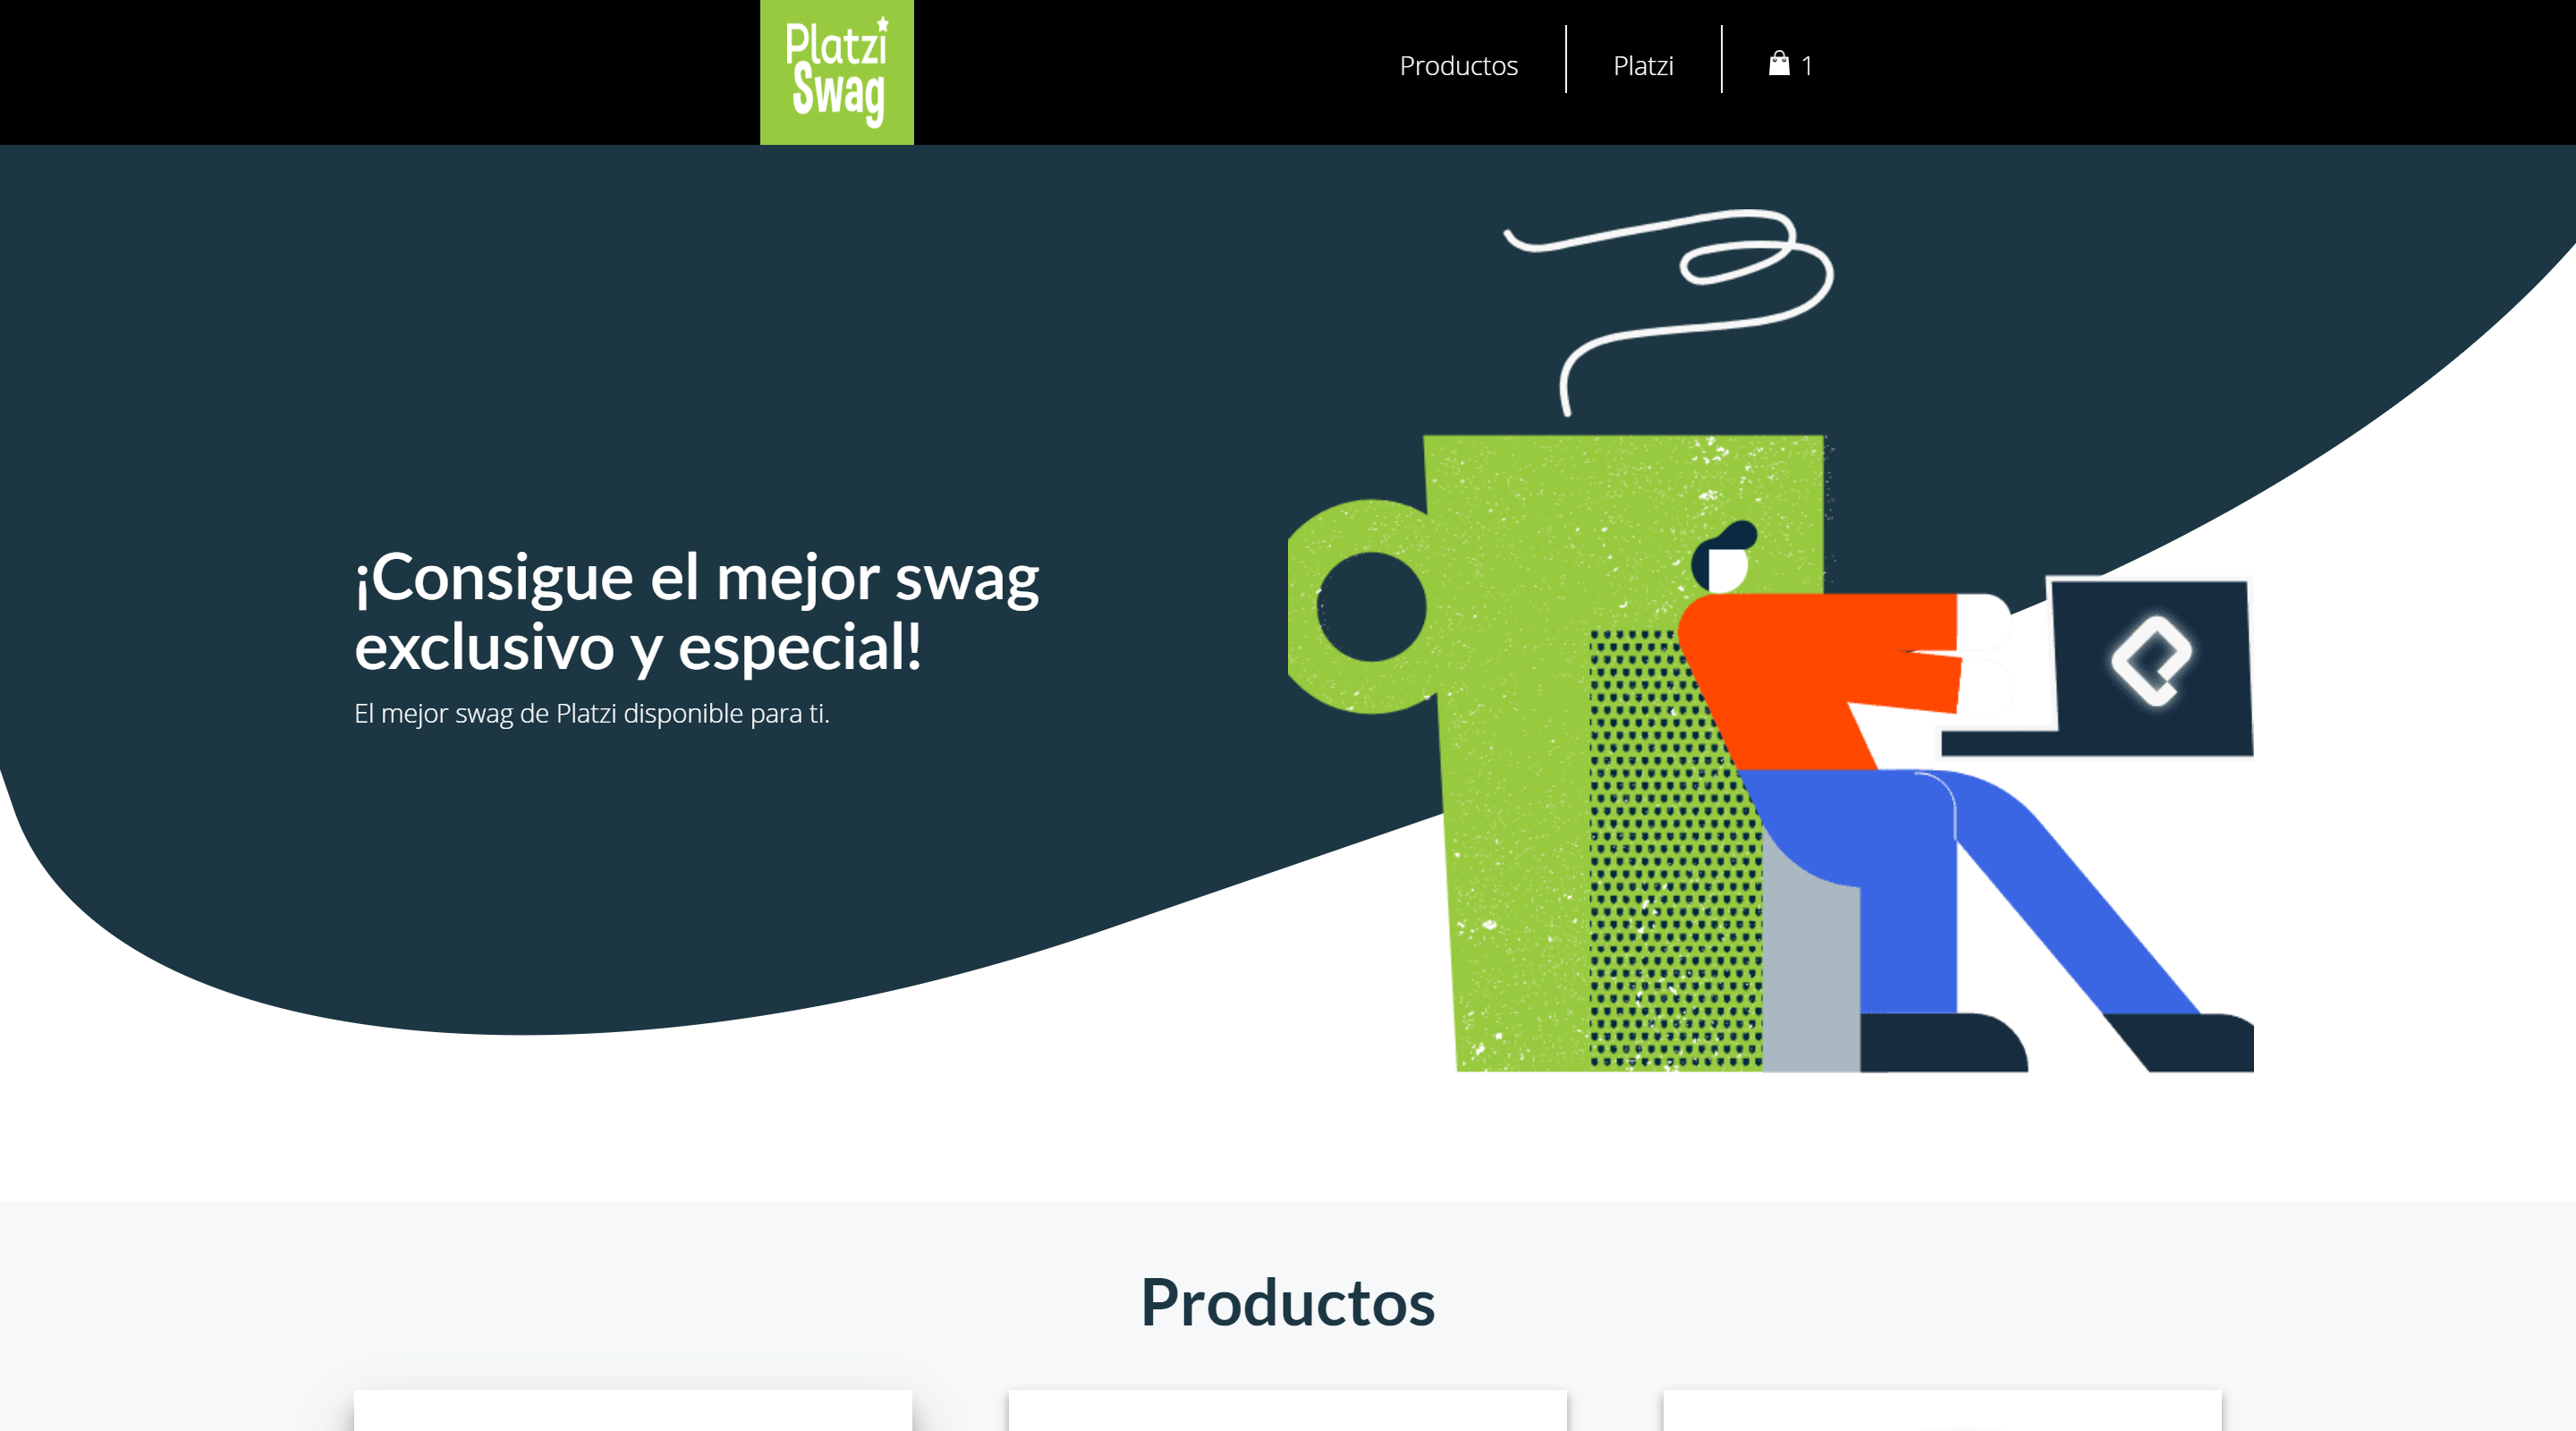 Platzi
Swag
Productos
Platzi
1
¡Consigue el mejor swag
exclusivo y especial!
El mejor swag de Platzi disponible para ti.
Productos